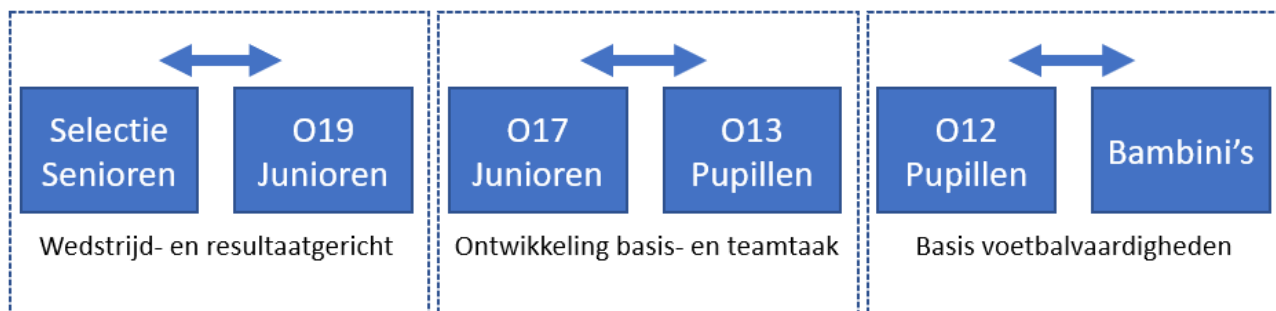 Selectie
Senioren
O19
Junioren
Wedstrijd- en resultaatgericht
O17
Junioren
O13
Pupillen
Ontwikkeling basis- en teamtaak
O12
Pupillen
Bambini’s
Basis voetbalvaardigheden